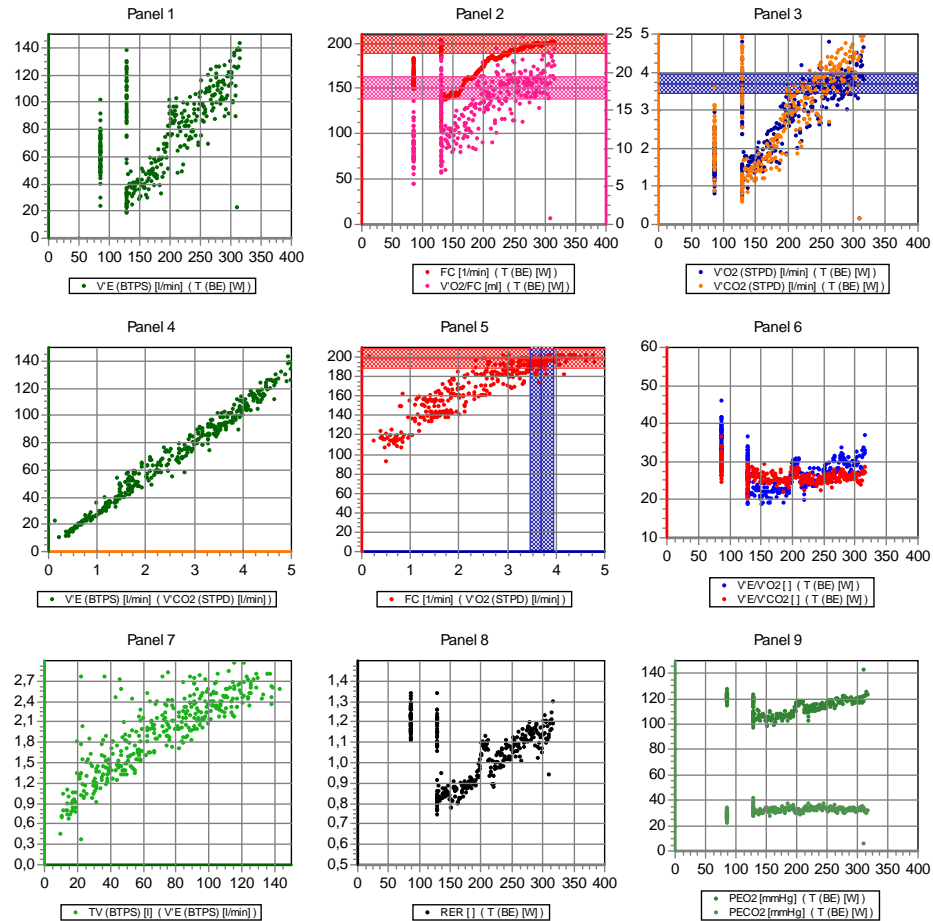 Panel 1
140
120
100
80
60
40
20
0
0 50 100 150 200 250 300 350 400
V'E (BTPS) [l/min] ( T (BE) [W] )
Panel 2
200
150
100
50
0
25
20
15
10
5
0
0 50 100 150 200 250 300 350 400
FC [1/min] ( T (BE) [W] )
V'O2/FC [ml] ( T (BE) [W] )
Panel 3
5
4
3
2
1
0
0 50 100 150 200 250 300 350 400
V'O2 (STPD) [l/min] ( T (BE) [W] )
V'CO2 (STPD) [l/min] ( T (BE) [W] )
Panel 4
140
120
100
80
60
40
20
0
0 1 2 3 4 5
V'E (BTPS) [l/min] ( V'CO2 (STPD) [l/min] )
Panel 5
200
180
160
140
120
100
80
60
40
20
0
0 1 2 3 4 5
FC [1/min] ( V'O2 (STPD) [l/min] )
Panel 6
60
50
40
30
20
10
0 50 100 150 200 250 300 350 400
V'E/V'O2 [ ] ( T (BE) [W] )
V'E/V'CO2 [ ] ( T (BE) [W] )
Panel 7
2,7
2,4
2,1
1,8
1,5
1,2
0,9
0,6
0,3
0,0
0 20 40 60 80 100 120 140
TV (BTPS) [l] ( V'E (BTPS) [l/min] )
Panel 8
1,4
1,3
1,2
1,1
1,0
0,9
0,8
0,7
0,6
0,5
0 50 100 150 200 250 300 350 400
RER [ ] ( T (BE) [W] )
Panel 9
140
120
100
80
60
40
20
0
0 50 100 150 200 250 300 350 400
PEO2 [mmHg] ( T (BE) [W] )
PECO2 [mmHg] ( T (BE) [W] )